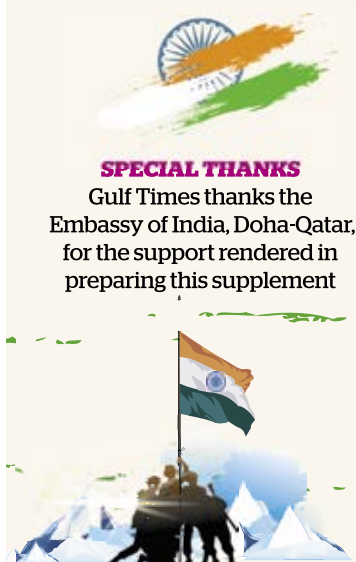 SPECIAL THANKS
Gulf Times thanks the
Embassy of India, Doha-Qatar,
for the support rendered in
preparing this supplement